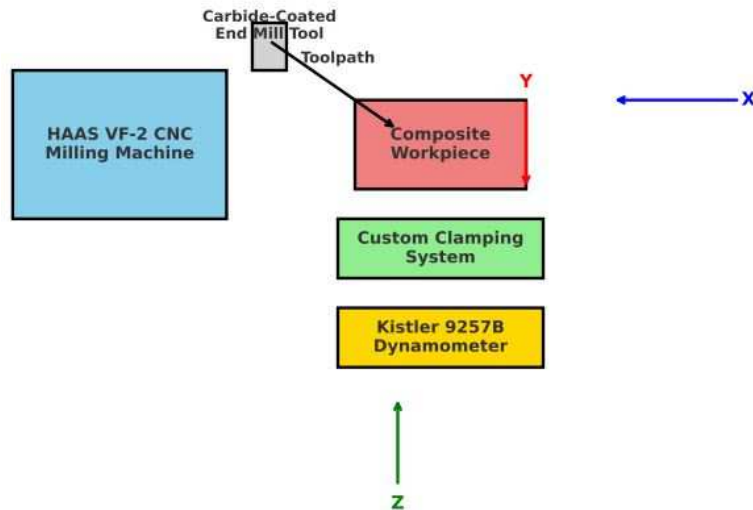 Carbide-Coated
End Mill Tool
Toolpath
HAAS VF-2 CNC
Milling Machine
Composite
Workpiece
Y
X
Custom Clamping
System
Kistler 9257B
Dynamometer
Z